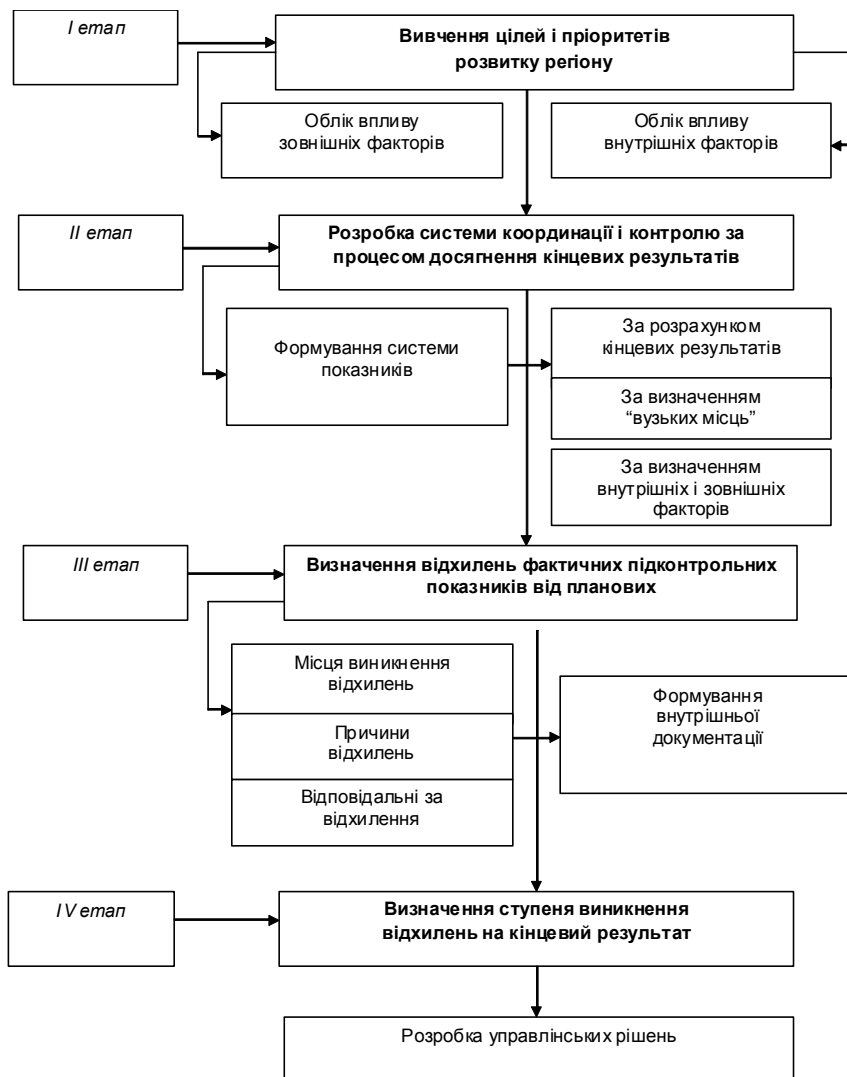 I етап
Вивчення цілей і пріоритетів
розвитку регіону
Облік впливу
зовнішніх факторів
Облік впливу
внутрішніх факторів
II етап
Розробка системи координації і контролю за
процесом досягнення кінцевих результатів
Формування системи
показників
За розрахунком
кінцевих результатів
За визначенням
“вузьких місць”
За визначенням
внутрішніх і зовнішніх
факторів
III етап
Визначення відхилень фактичних підконтрольних
показників від планових
Місця виникнення
відхилень
Причини
відхилень
Відповідальні за
відхилення
Формування
внутрішньої
документації
IV етап
Визначення ступеня виникнення
відхилень на кінцевий результат
Розробка управлінських рішень